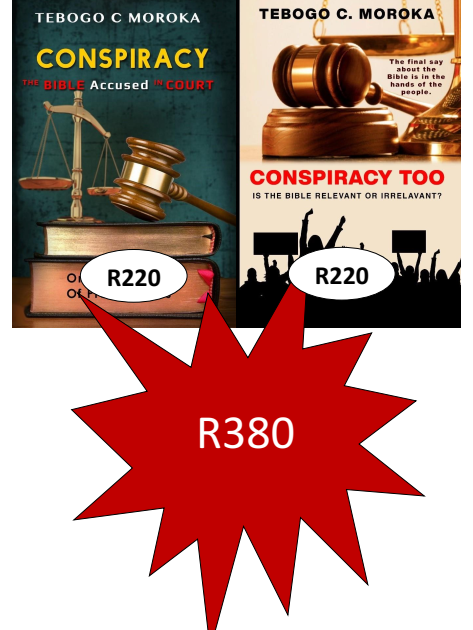 TEBOGO C MOROKA
CONSPIRACY
THE BIBLE Accused IN COURT
R220
TEBOGO C. MOROKA
The final say
about the
Bible is in the
hands of the
people.
CONSPIRACY TOO
IS THE BIBLE RELEVANT OR IRRELAVANT?
R220
R380